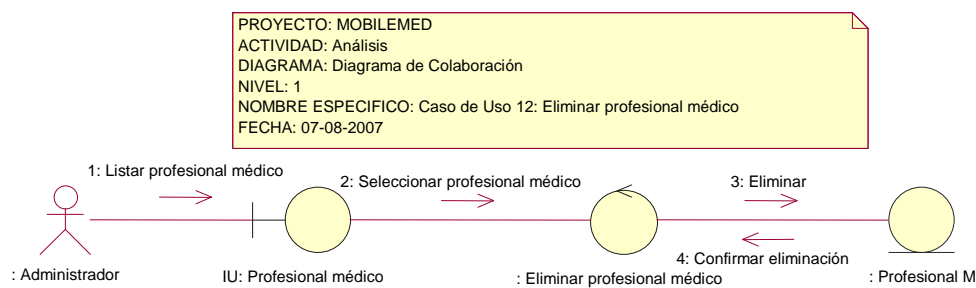 PROYECTO: MOBILEMED
ACTIVIDAD: Análisis
DIAGRAMA: Diagrama de Colaboración
NIVEL: 1
NOMBRE ESPECIFICO: Caso de Uso 12: Eliminar profesional médico
FECHA: 07-08-2007
1: Listar profesional médico
2: Seleccionar profesional médico
3: Eliminar
4: Confirmar eliminación
: Administrador
IU: Profesional médico
: Eliminar profesional médico
: Profesional M